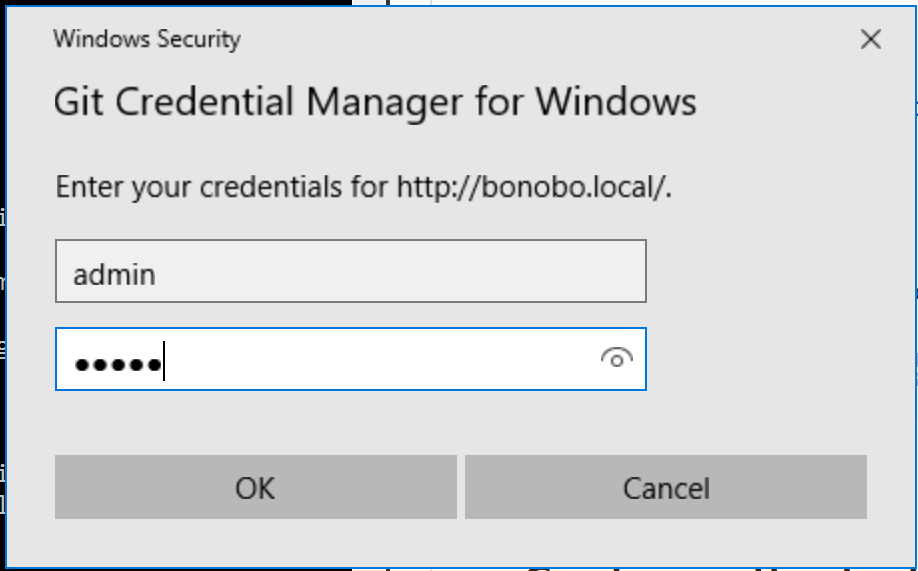 Windows Security
Git Credential Manager for Windows
Enter your credentials for http://bonobo.local/.
admin
●●●●●
OK
Cancel